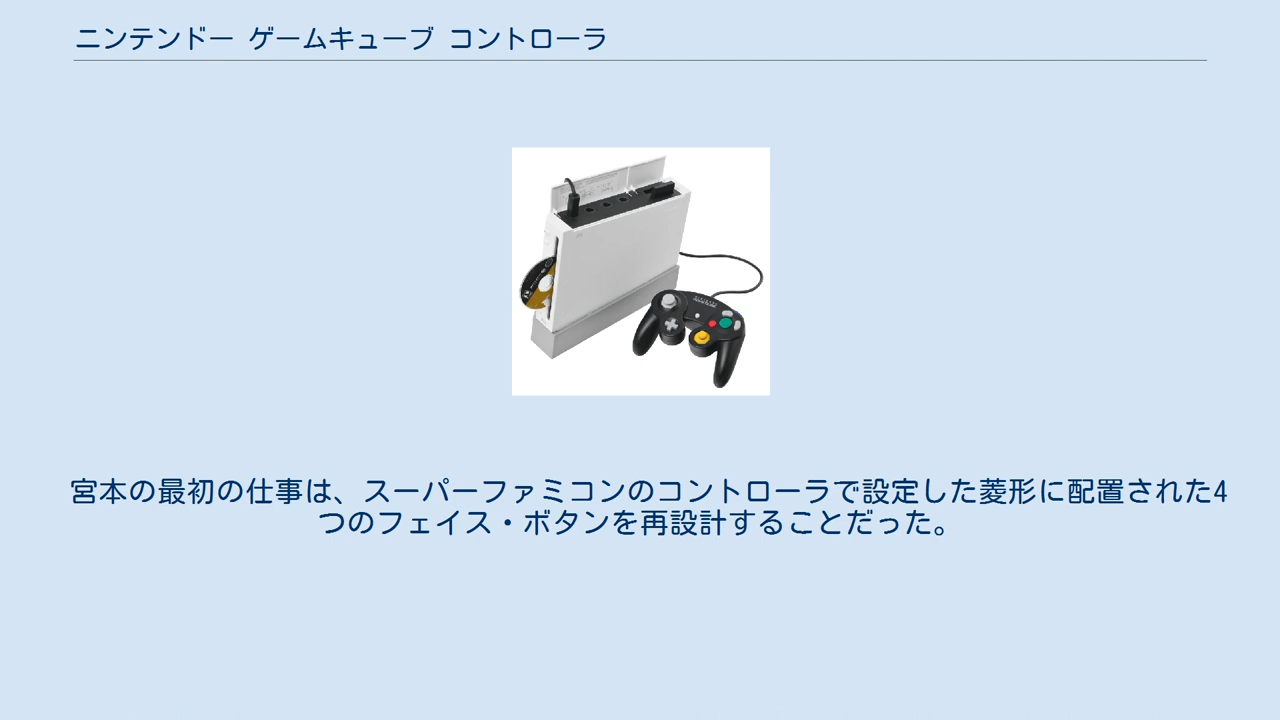 ニンテンドー ゲームキューブ コントローラ
宮本の最初の仕事は、スーパーファミコンのコントローラで設定した菱形に配置された4
つのフェイス・ボタンを再設計することだった。